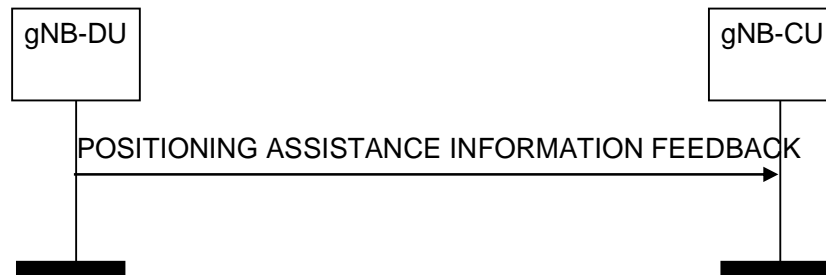 gNB-DU
gNB-CU
POSITIONING ASSISTANCE INFORMATION FEEDBACK